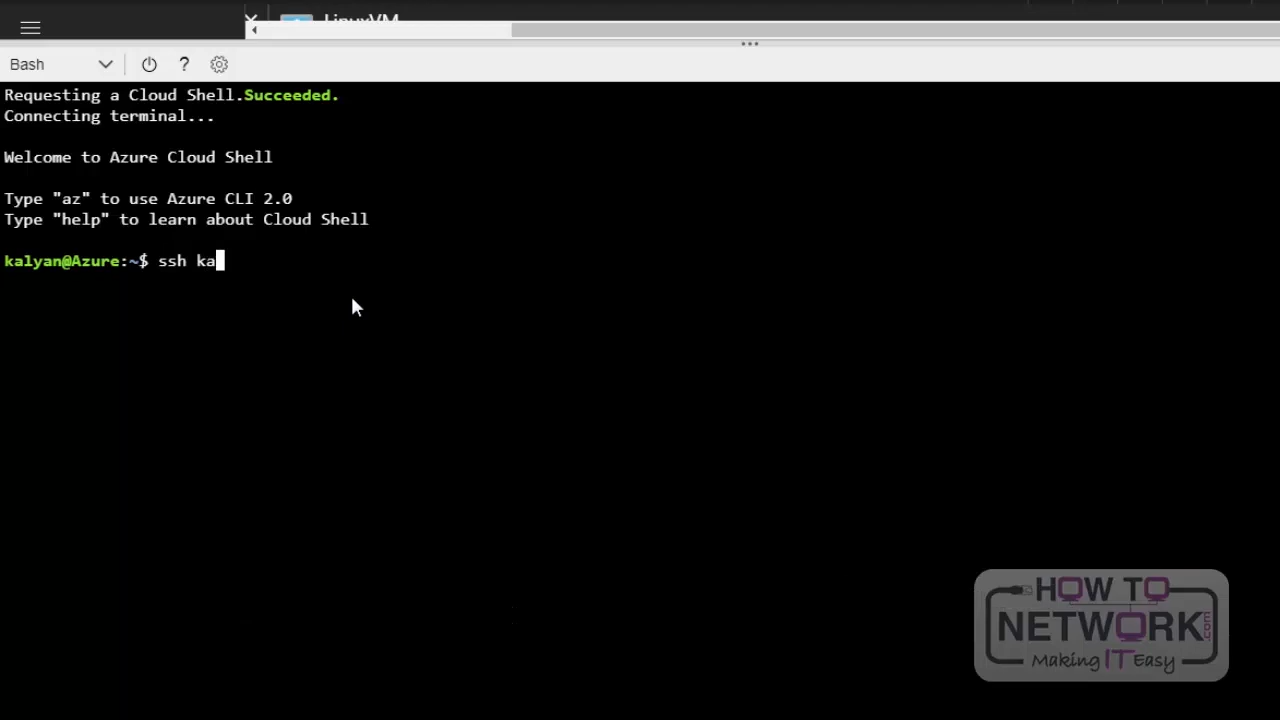 LinuxVM
Bash
?
Requesting a Cloud Shell.Succeeded.
Connecting terminal...
Welcome to Azure Cloud Shell
Type "az" to use Azure CLI 2.0
Type "help" to learn about Cloud Shell
kalyan@Azure:~$ ssh ka
HOW TO
NETWORK.com
Making IT Easy